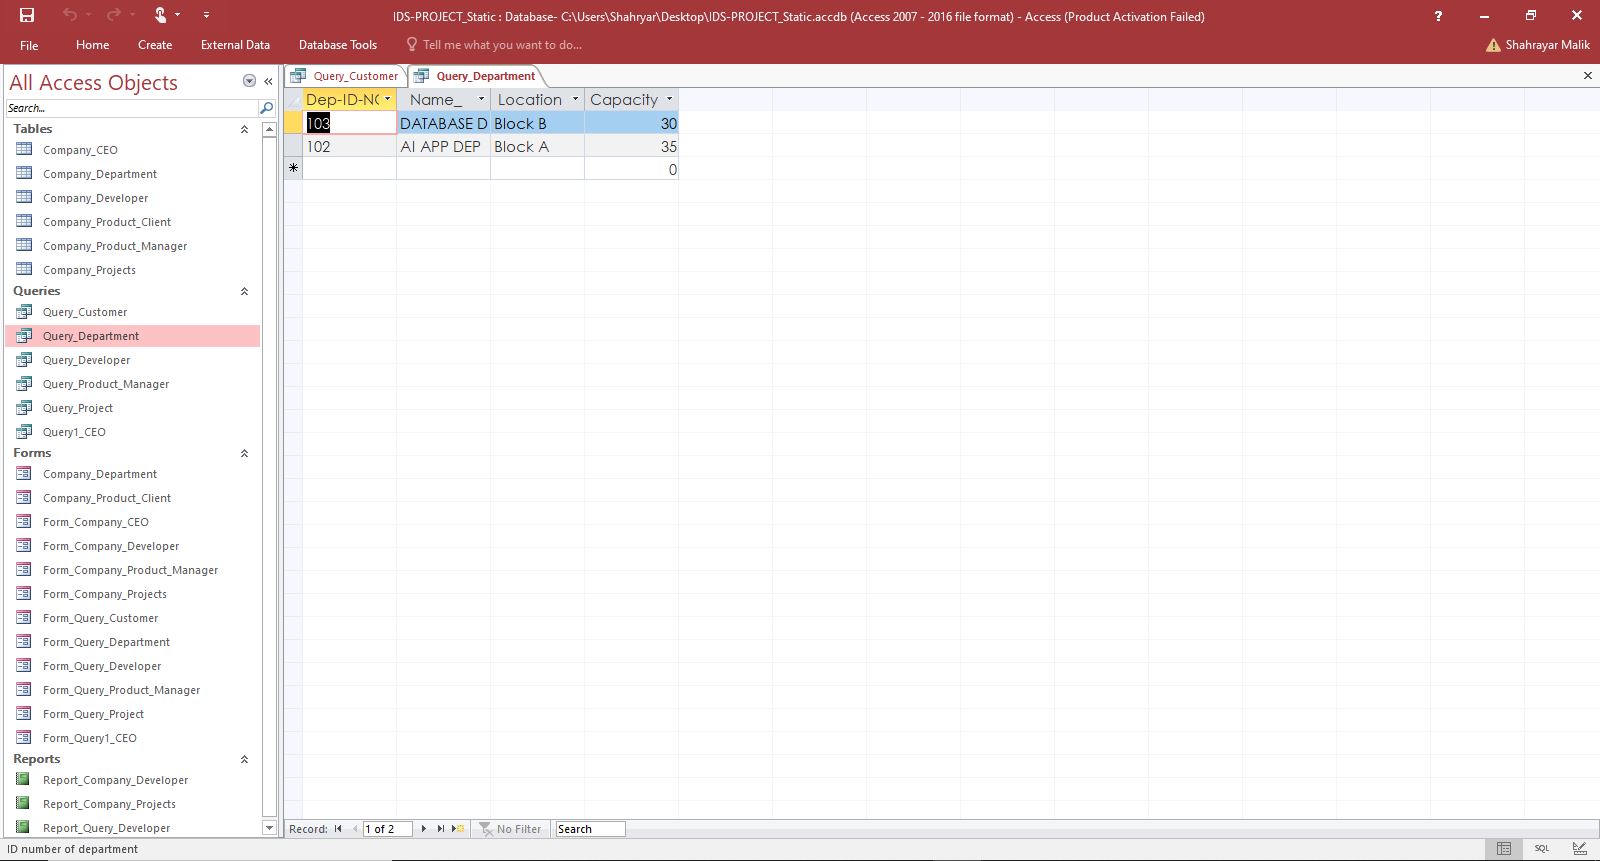 IDS-PROJECT_Static : Database- C:\Users\Shahryar\Desktop\IDS-PROJECT_Static.accdb (Access 2007 - 2016 file format) - Access (Product Activation Failed)
?
File Home Create External Data Database Tools Tell me what you want to do... Shahrayar Malik
All Access Objects
Search...
Tables
Company_CEO
Company_Department
Company_Developer
Company_Product_Client
Company_Product_Manager
Company_Projects
Queries
Query_Customer
Query_Department
Query_Developer
Query_Product_Manager
Query_Project
Query1_CEO
Forms
Company_Department
Company_Product_Client
Form_Company_CEO
Form_Company_Developer
Form_Company_Product_Manager
Form_Company_Projects
Form_Query_Customer
Form_Query_Department
Form_Query_Developer
Form_Query_Product_Manager
Form_Query_Project
Form_Query1_CEO
Reports
Report_Company_Developer
Report_Company_Projects
Report_Query_Developer
Query_Customer Query_Department
Dep-ID-NO Name_ Location Capacity
103 DATABASE D Block B 30
102 AI APP DEP Block A 35
* 0
Record: 1 of 2 No Filter Search
ID number of department SQL